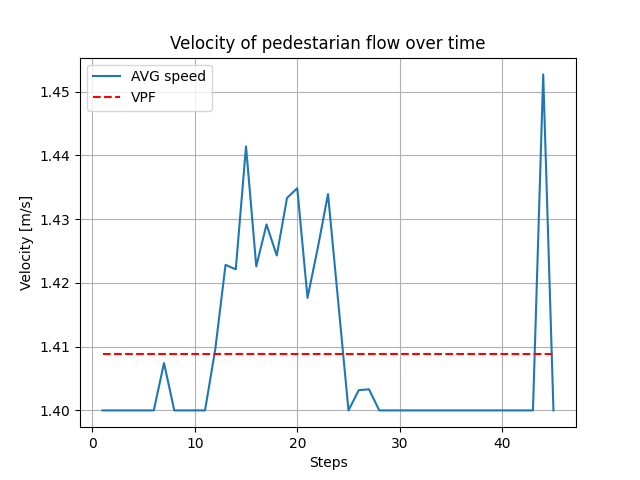 Velocity of pedestarian flow over time
AVG speed
VPF
Velocity [m/s]
1.45
1.44
1.43
1.42
1.41
1.40
0 10 20 30 40
Steps